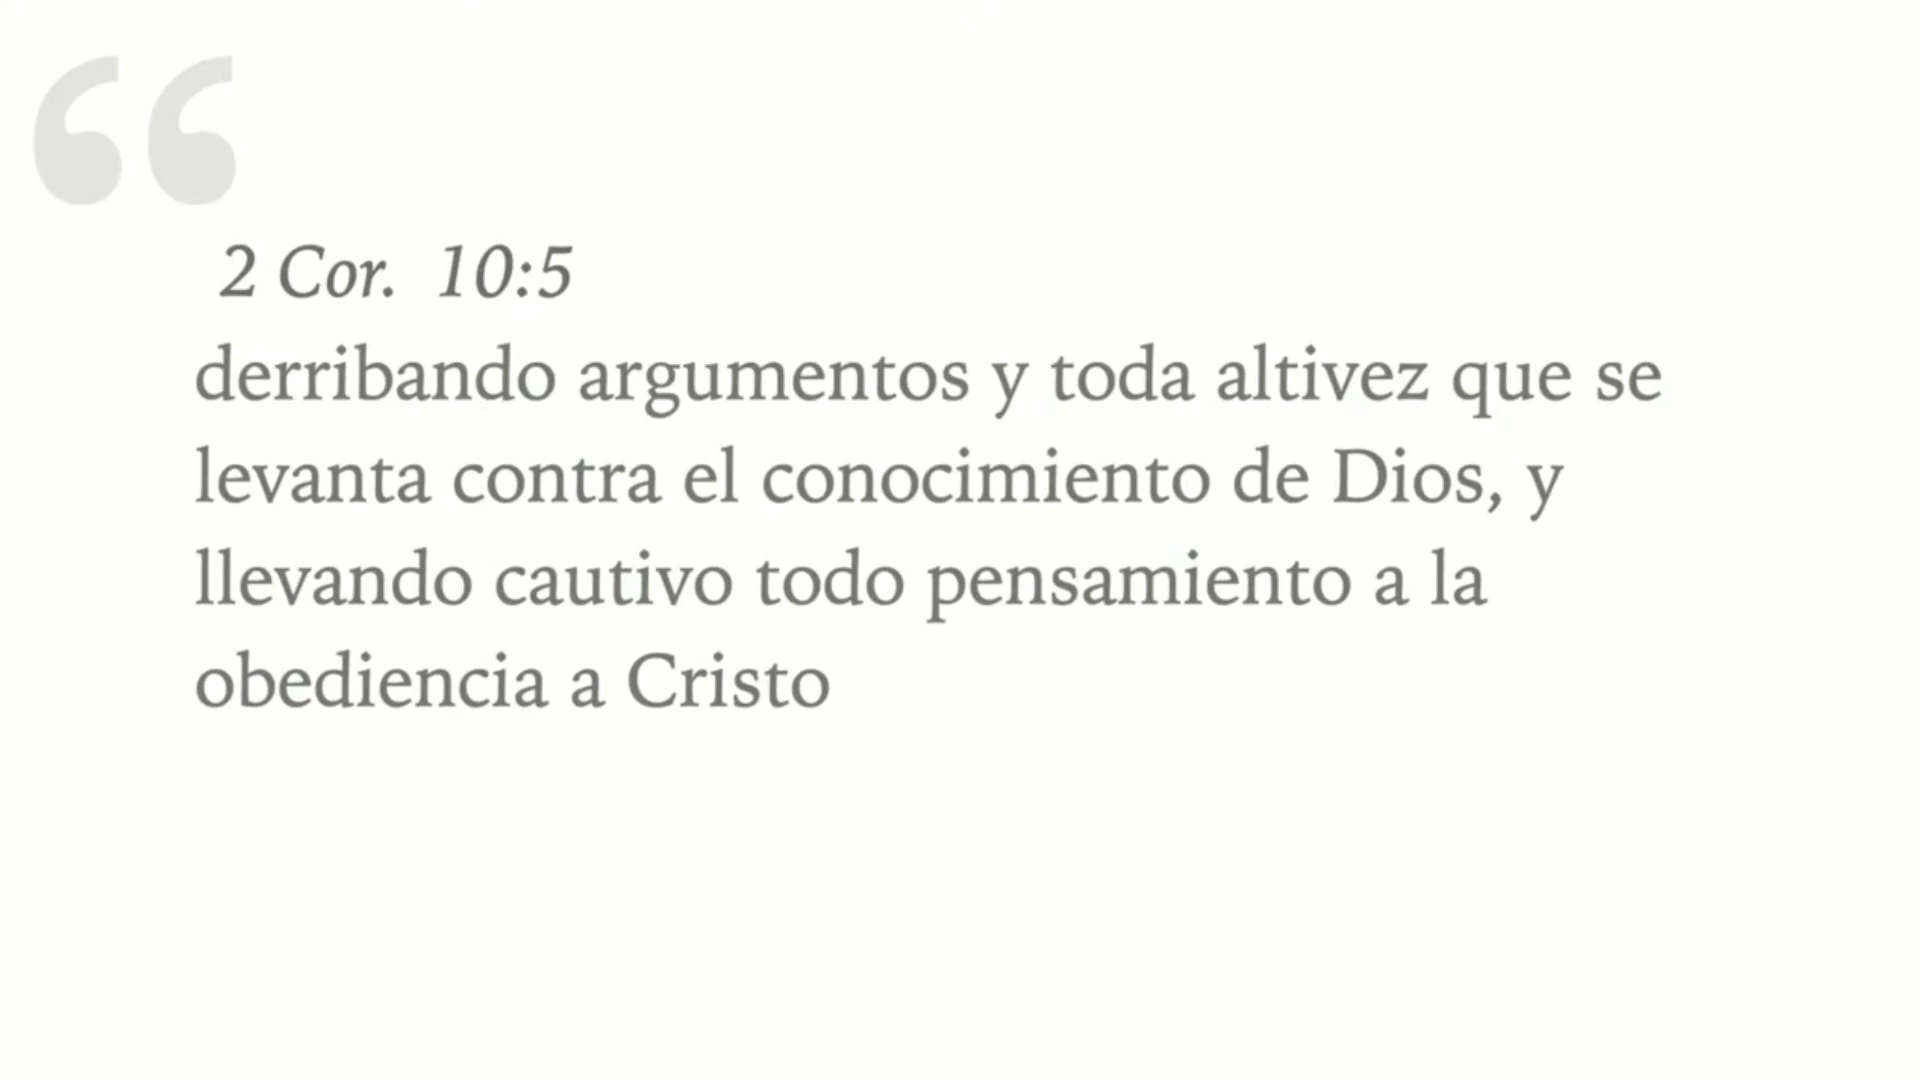 “
2 Cor. 10:5
derribando argumentos y toda altivez que se
levanta contra el conocimiento de Dios, y
llevando cautivo todo pensamiento a la
obediencia a Cristo